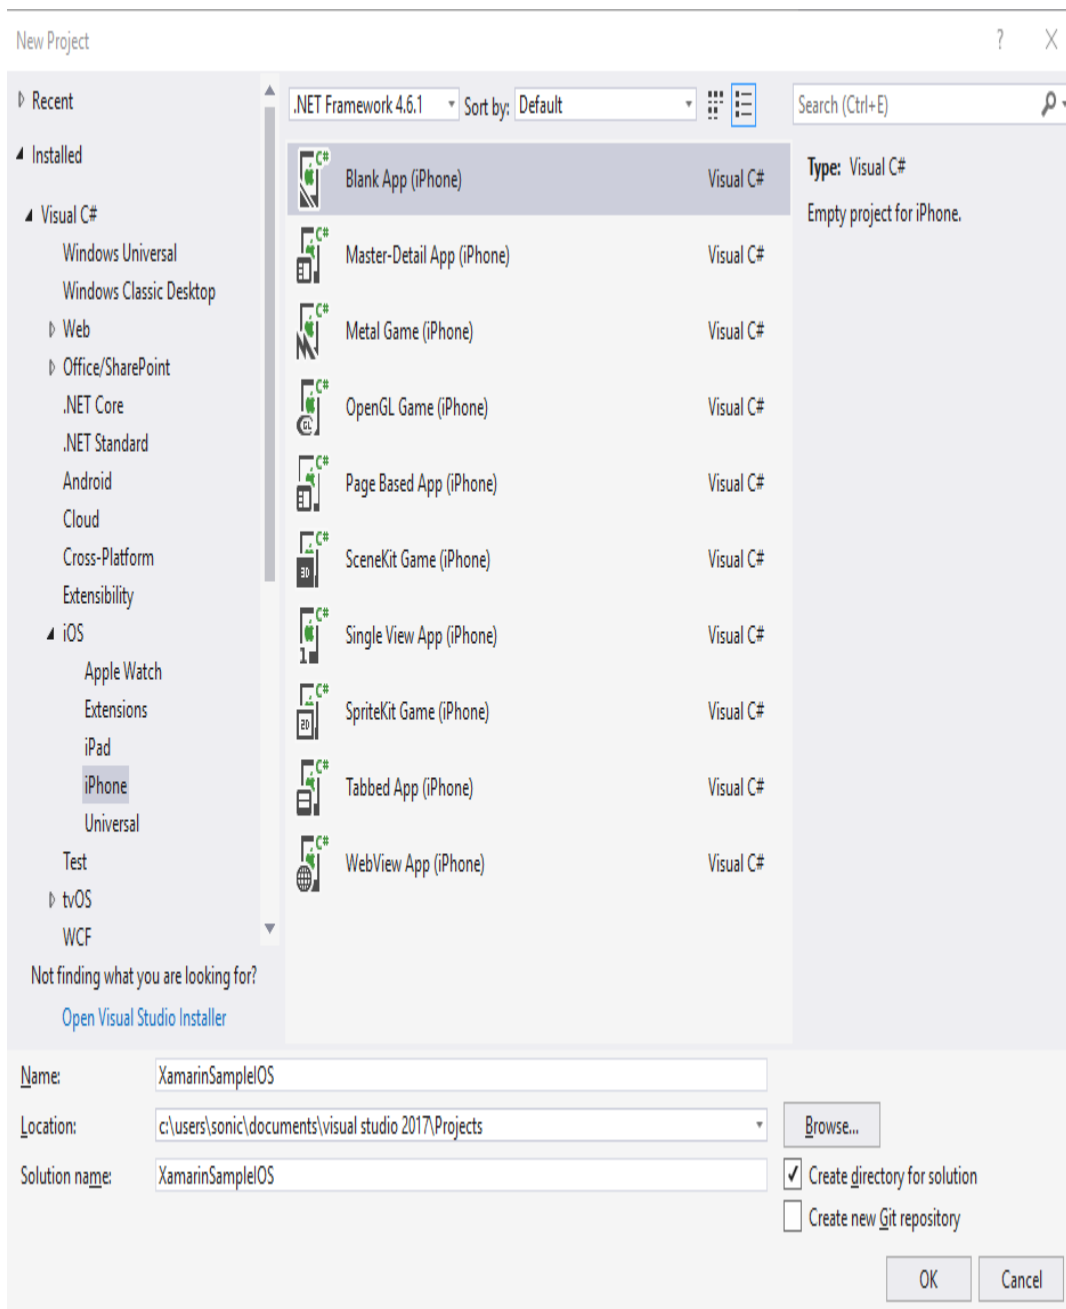 New Project
Recent
Installed
Visual C#
Windows Universal
Windows Classic Desktop
Web
Office/SharePoint
.NET Core
.NET Standard
Android
Cloud
Cross-Platform
Extensibility
iOS
Apple Watch
Extensions
iPad
iPhone
Universal
Test
tvOS
WCF
Not finding what you are looking for?
Open Visual Studio Installer
.NET Framework 4.6.1 Sort by: Default
Blank App (iPhone) Visual C#
Master-Detail App (iPhone) Visual C#
Metal Game (iPhone) Visual C#
OpenGL Game (iPhone) Visual C#
Page Based App (iPhone) Visual C#
SceneKit Game (iPhone) Visual C#
Single View App (iPhone) Visual C#
SpriteKit Game (iPhone) Visual C#
Tabbed App (iPhone) Visual C#
WebView App (iPhone) Visual C#
Search (Ctrl+E)
Type: Visual C#
Empty project for iPhone.
Name: XamarinSampleIOS
Location: c:\users\sonic\documents\visual studio 2017\Projects
Browse...
Solution name: XamarinSampleIOS
Create directory for solution
Create new Git repository
OK Cancel